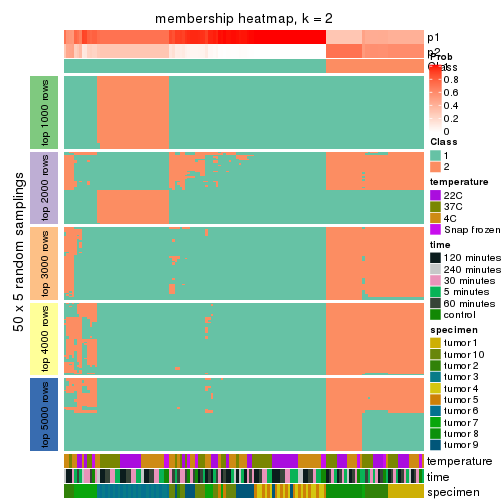 membership heatmap, k = 2
p1
p2
Class
Prob
Class
0.8
0.6
0.4
0.2
0
Class
1
2
temperature
22C
37C
4C
Snap frozen
time
120 minutes
240 minutes
30 minutes
5 minutes
60 minutes
control
specimen
tumor 1
tumor 10
tumor 2
tumor 3
tumor 4
tumor 5
tumor 6
tumor 7
tumor 8
tumor 9
50 x 5 random samplings
top 1000 rows
top 2000 rows
top 3000 rows
top 4000 rows
top 5000 rows
temperature
time
specimen